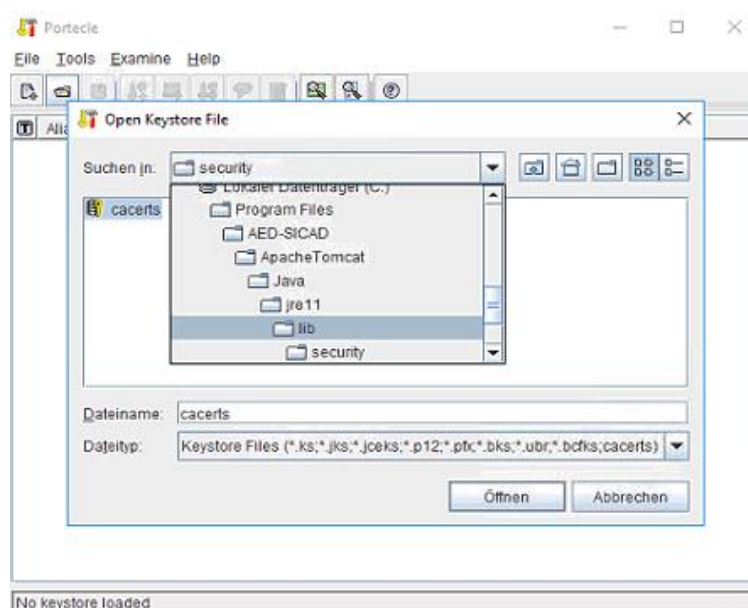 Portecle
File Tools Examine Help
Open Keystore File
Suchen in: security
Lokaler Datenträger (C:)
cacerts
Program Files
AED-SICAD
ApacheTomcat
Java
jre11
lib
security
Dateiname: cacerts
Dateityp: Keystore Files (*.ks;*.jks;*.jceks;*.p12;*.pfx;*.bks;*.ubr;*.bcfks;cacerts)
Öffnen Abbrechen
No keystore loaded